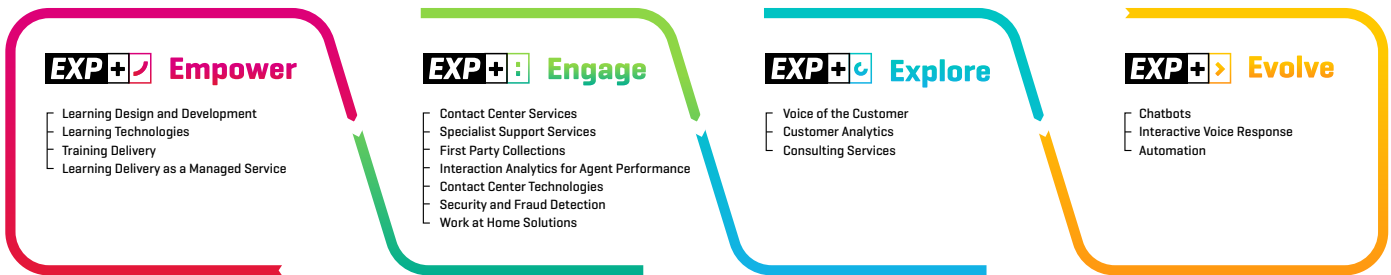 EXP+ Empower
Learning Design and Development
Learning Technologies
Training Delivery
Learning Delivery as a Managed Service
EXP+ Engage
Contact Center Services
Specialist Support Services
First Party Collections
Interaction Analytics for Agent Performance
Contact Center Technologies
Security and Fraud Detection
Work at Home Solutions
EXP+ Explore
Voice of the Customer
Customer Analytics
Consulting Services
EXP+ Evolve
Chatbots
Interactive Voice Response
Automation